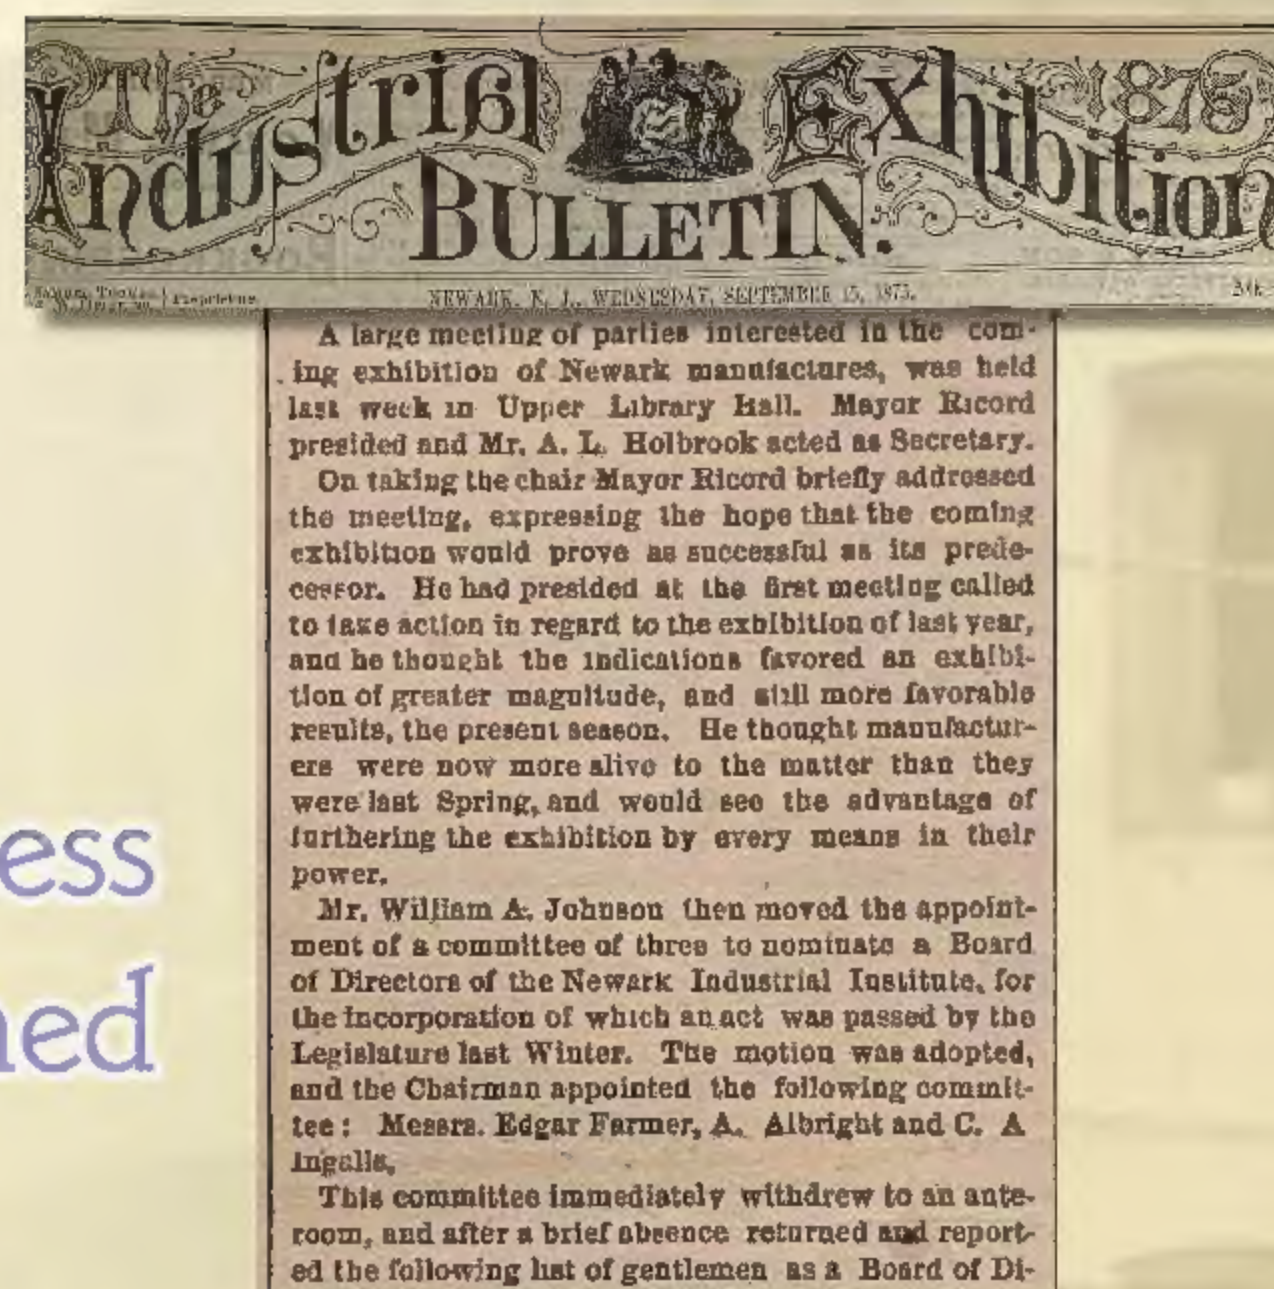 The Industrial Exhibition 1875
BULLETIN.
Proprietors
NEWARK, N. J., WEDNESDAY, SEPTEMBER 15, 1875.
A large meeting of parties interested in the com-
ing exhibition of Newark manufactures, was held
last week in Upper Library Hall. Mayor Ricord
presided and Mr. A. L. Holbrook acted as Secretary.
On taking the chair Mayor Ricord briefly addressed
the meeting, expressing the hope that the coming
exhibition would prove as successful as its prede-
cessor. He had presided at the first meeting called
to take action in regard to the exhibition of last year,
and he thought the indications favored an exhibi-
tion of greater magnitude, and still more favorable
results, the present season. He thought manufactur-
ers were now more alive to the matter than they
were last Spring, and would see the advantage of
furthering the exhibition by every means in their
power.
Mr. William A. Johnson then moved the appoint-
ment of a committee of three to nominate a Board
of Directors of the Newark Industrial Institute, for
the incorporation of which an act was passed by the
Legislature last Winter. The motion was adopted,
and the Chairman appointed the following commit-
tee: Messrs. Edgar Farmer, A. Albright and C. A
Ingalls,
This committee immediately withdrew to an ante-
room, and after a brief absence returned and report-
ed the following list of gentlemen as a Board of Di-
ess
ned